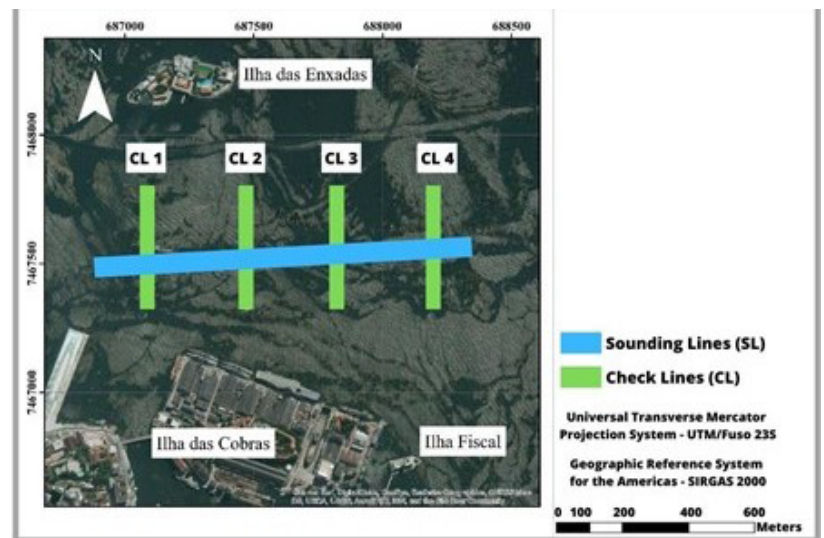 687000 687500 688000 688500
N
Ilha das Enxadas
7468000
CL 1 CL 2 CL 3 CL 4
7467500
Sounding Lines (SL)
Check Lines (CL)
7467000
Universal Transverse Mercator
Projection System - UTM/Fuso 23S
Ilha das Cobras
Ilha Fiscal
Geographic Reference System
for the Americas - SIRGAS 2000
0 100 200 400 600
Meters